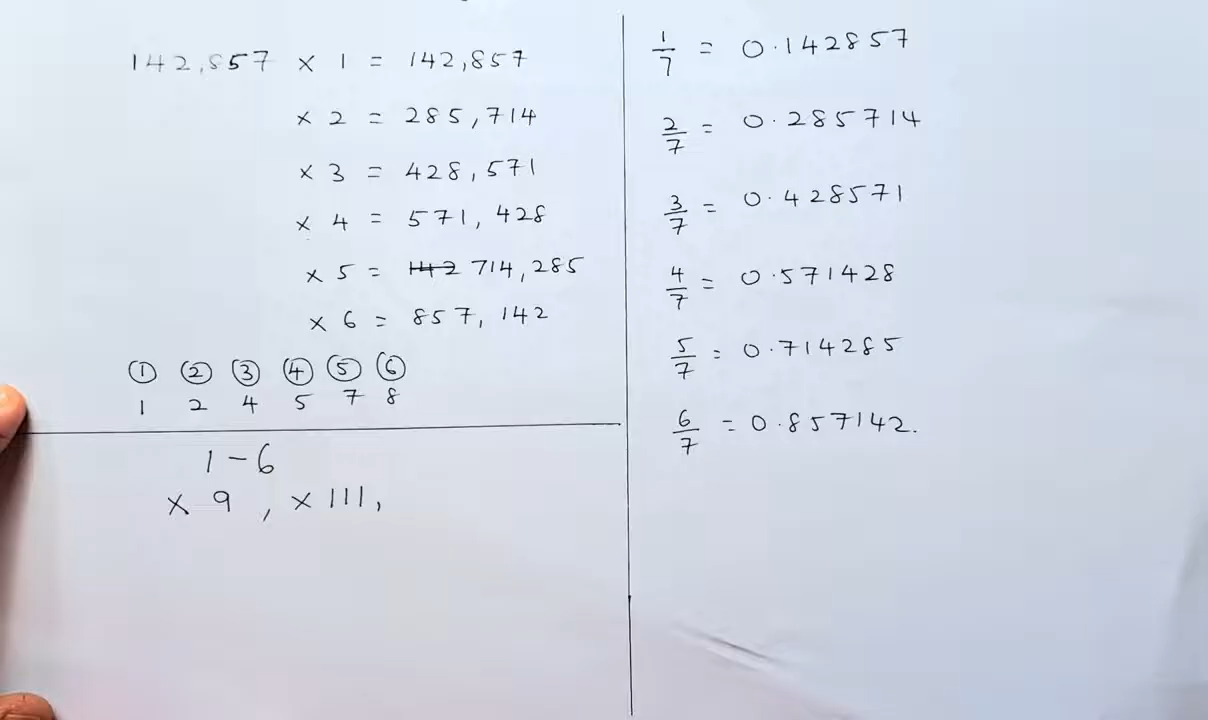 142,857 × 1 = 142,857
× 2 = 285,714
× 3 = 428,571
× 4 = 571,428
× 5 = 142 714,285
× 6 = 857,142
① ② ③ ④ ⑤ ⑥
1 2 4 5 7 8
1 - 6
× 9 , × 111,
1/7 = 0.142857
2/7 = 0.285714
3/7 = 0.428571
4/7 = 0.571428
5/7 = 0.714285
6/7 = 0.857142.